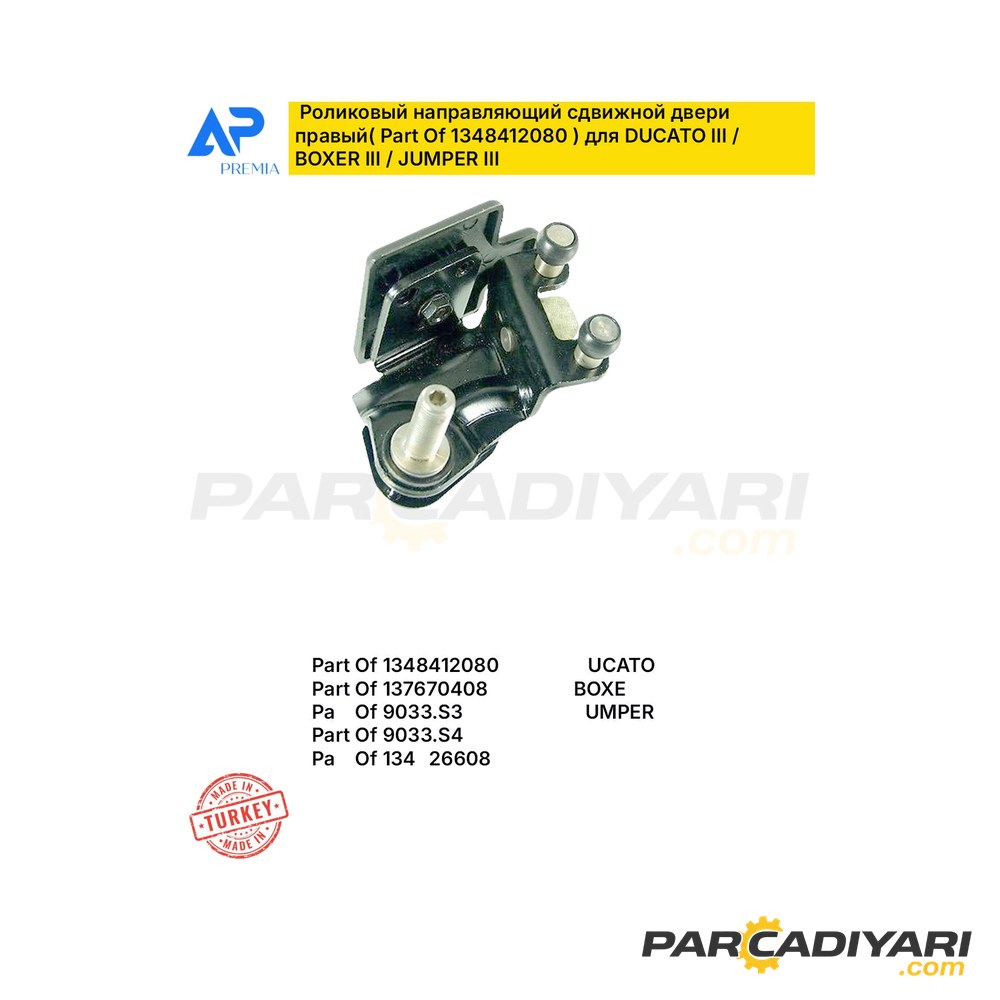 AP
PREMIA
Роликовый направляющий сдвижной двери
правый( Part Of 1348412080 ) для DUCATO III /
BOXER III / JUMPER III
PARCADIYARI
.com
Part Of 1348412080 UCATO
Part Of 137670408 BOXE
Pa Of 9033.S3 UMPER
Part Of 9033.S4
Pa Of 134 26608
MADE IN
TURKEY
MADE IN
PARCADIYARI
.com